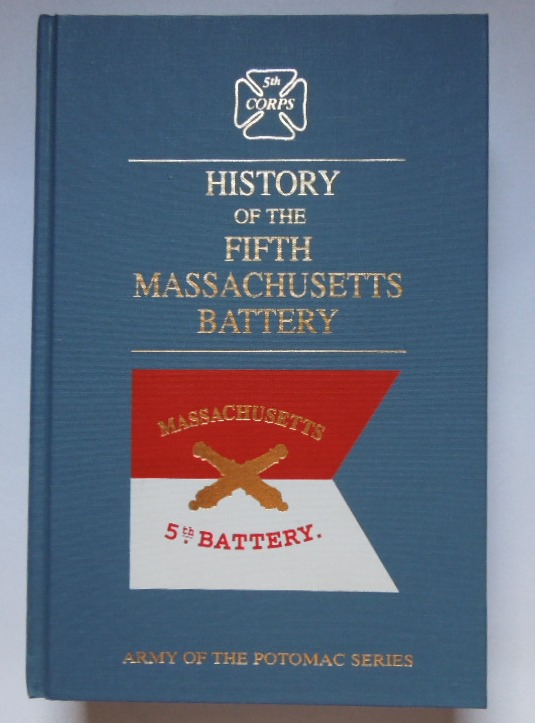 5th
CORPS
HISTORY
OF THE
FIFTH
MASSACHUSETTS
BATTERY
MASSACHUSETTS
5th BATTERY.
ARMY OF THE POTOMAC SERIES